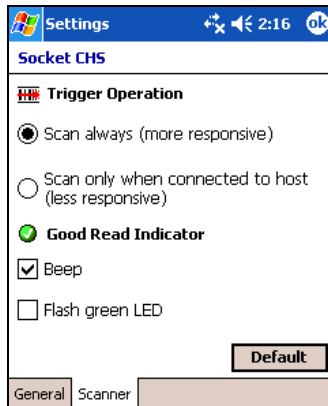 Settings 2:16 ok
Socket CHS
Trigger Operation
Scan always (more responsive)
Scan only when connected to host
(less responsive)
Good Read Indicator
Beep
Flash green LED
Default
General Scanner